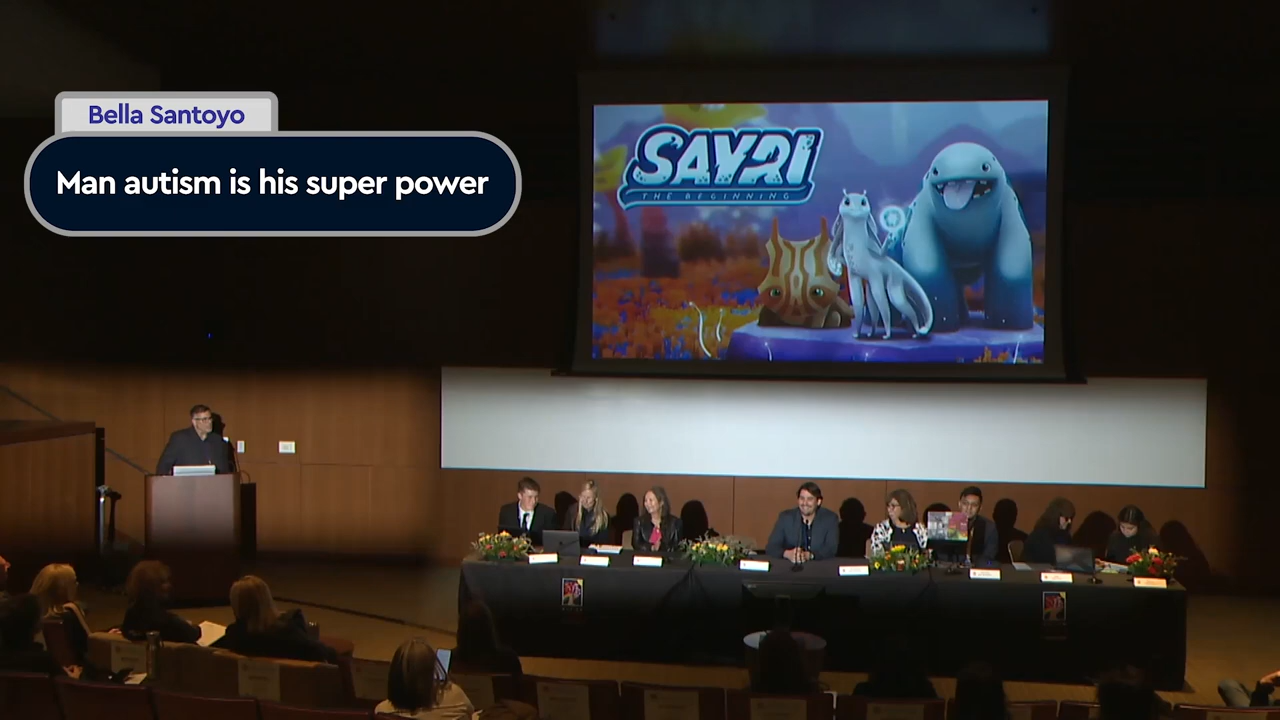 Bella Santoyo
Man autism is his super power
SAYRI
THE BEGINNING